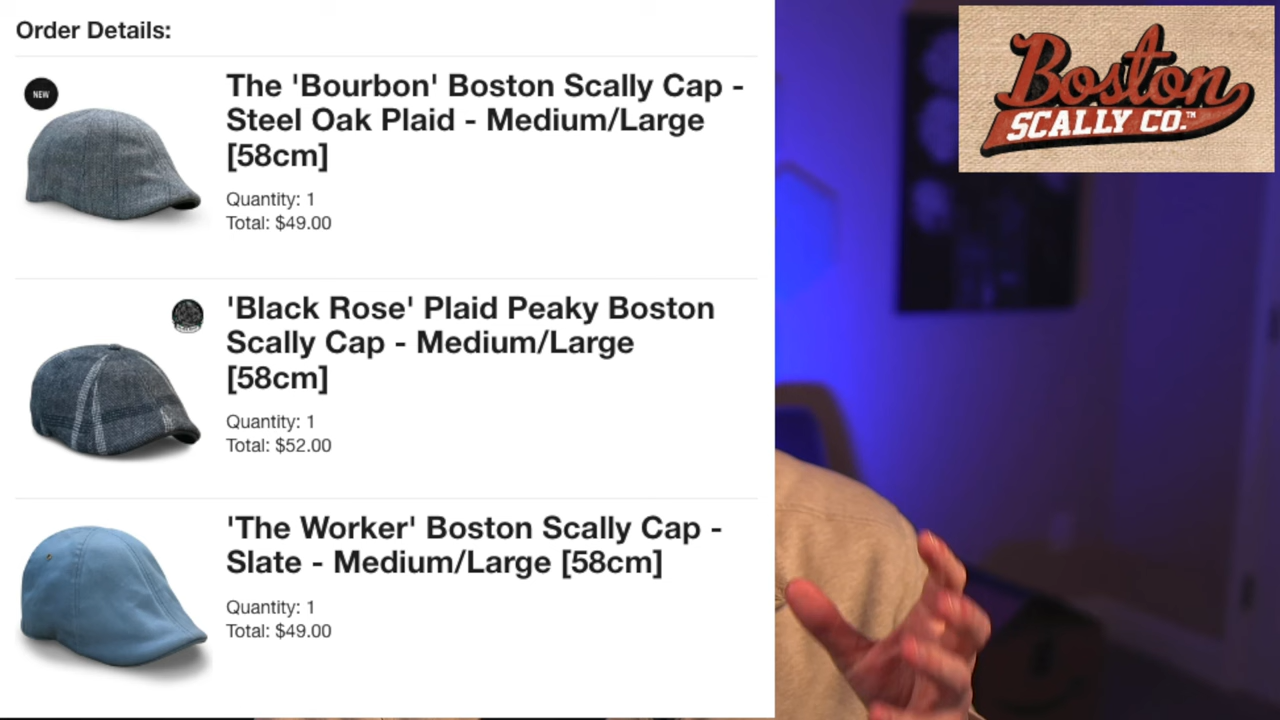 Order Details:
NEW
The 'Bourbon' Boston Scally Cap -
Steel Oak Plaid - Medium/Large
[58cm]
Quantity: 1
Total: $49.00
'Black Rose' Plaid Peaky Boston
Scally Cap - Medium/Large
[58cm]
Quantity: 1
Total: $52.00
'The Worker' Boston Scally Cap -
Slate - Medium/Large [58cm]
Quantity: 1
Total: $49.00
Boston
SCALLY CO.™